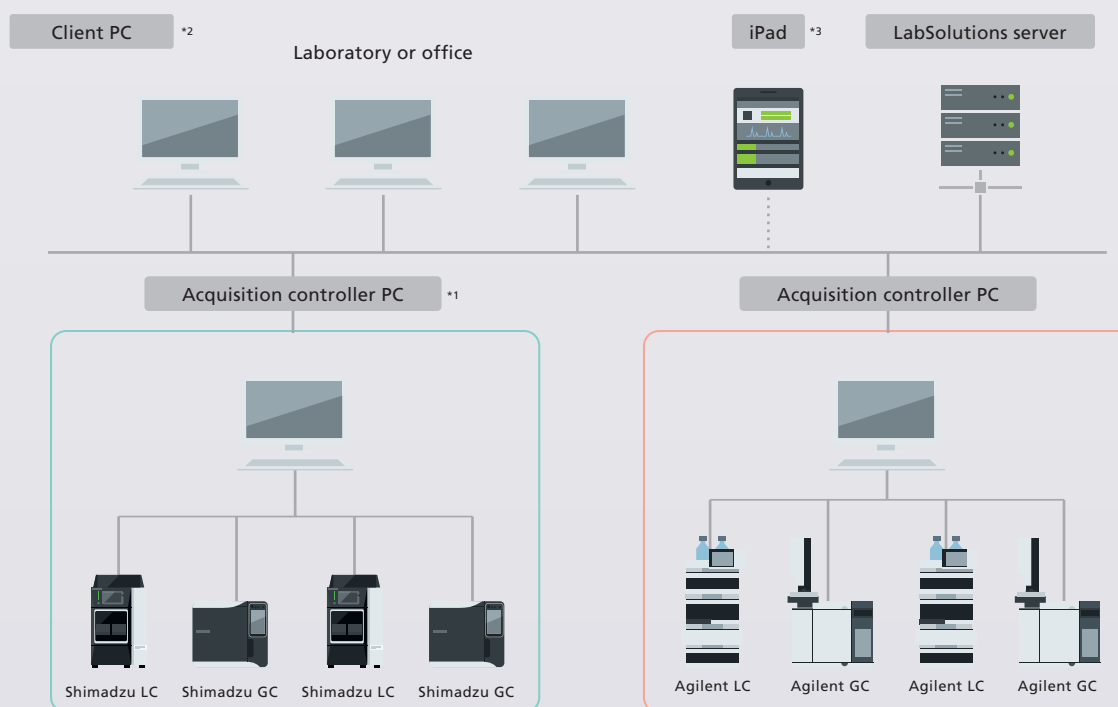 Client PC *2
Laboratory or office
iPad *3
LabSolutions server
Acquisition controller PC *1
Acquisition controller PC
Shimadzu LC
Shimadzu GC
Shimadzu LC
Shimadzu GC
Agilent LC
Agilent GC
Agilent LC
Agilent GC